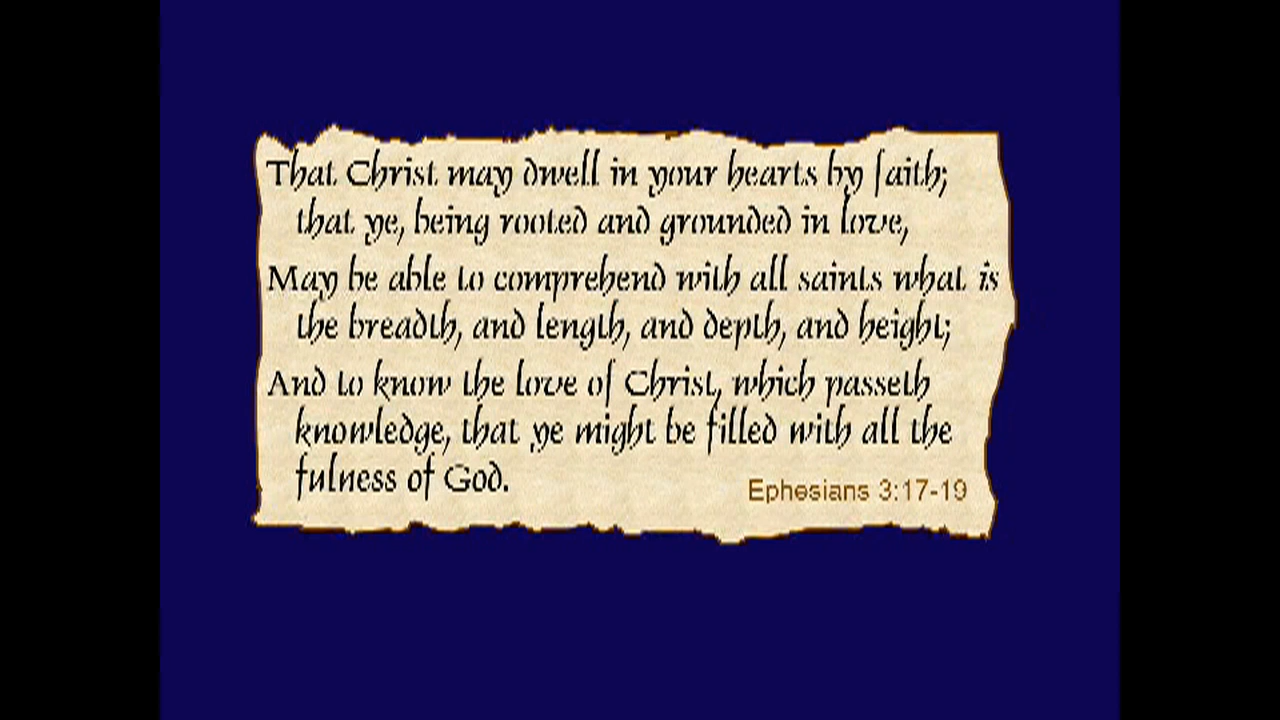 That Christ may dwell in your hearts by faith;
that ye, being rooted and grounded in love,
May be able to comprehend with all saints what is
the breadth, and length, and depth, and height;
And to know the love of Christ, which passeth
knowledge, that ye might be filled with all the
fulness of God.
Ephesians 3:17-19